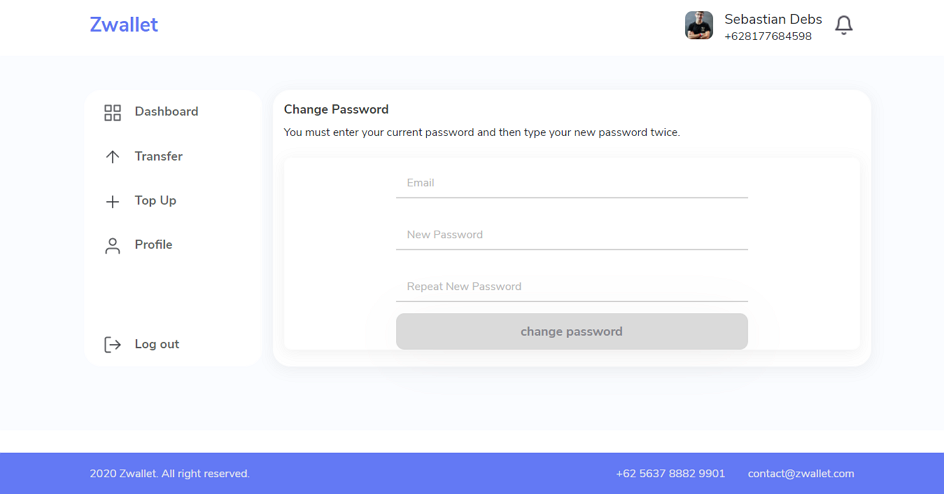 Zwallet
Sebastian Debs
+628177684598
Dashboard
Transfer
Top Up
Profile
Log out
Change Password
You must enter your current password and then type your new password twice.
Email
New Password
Repeat New Password
change password
2020 Zwallet. All right reserved.
+62 5637 8882 9901
contact@zwallet.com